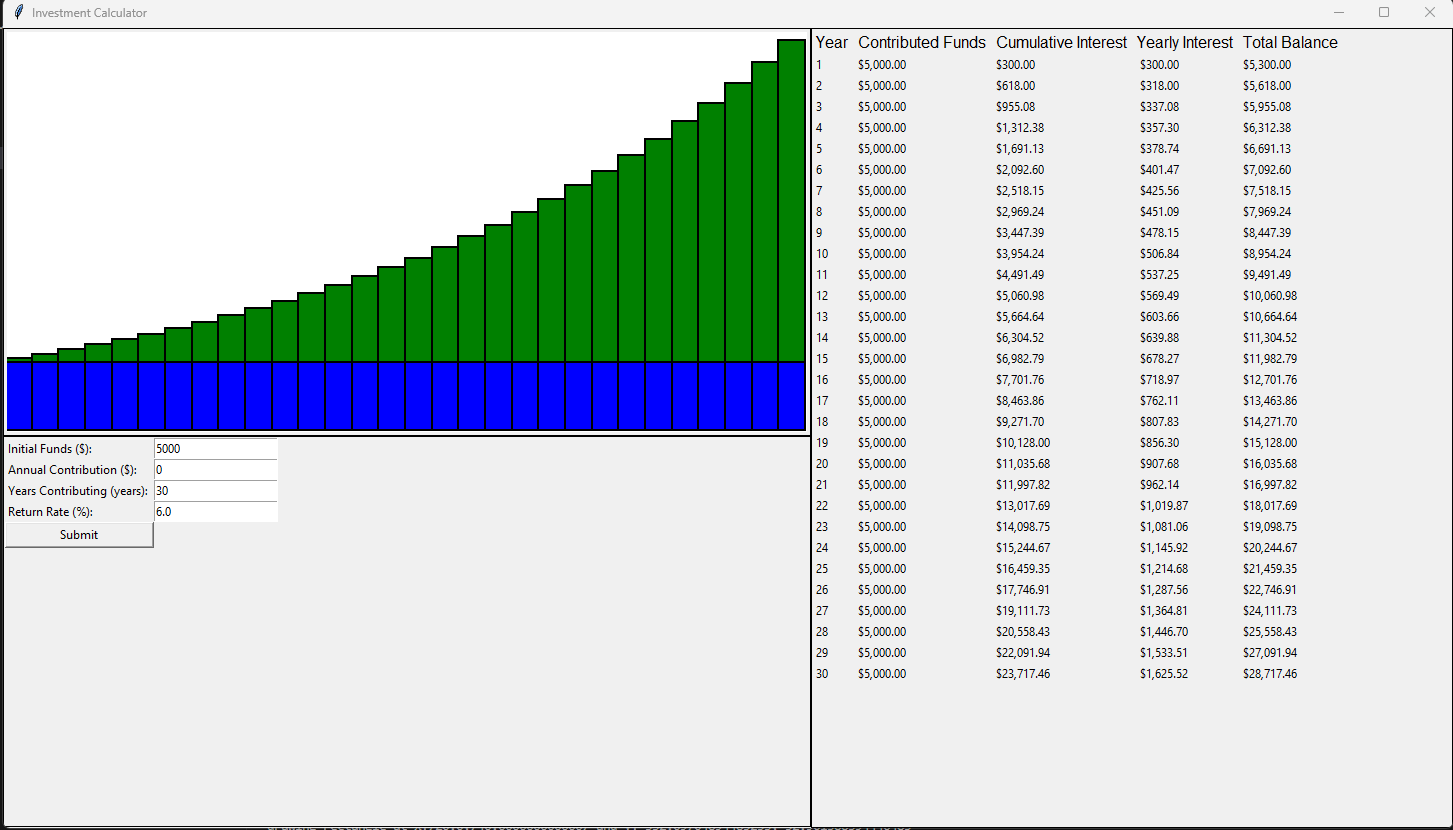 Investment Calculator
Initial Funds ($): 5000
Annual Contribution ($): 0
Years Contributing (years): 30
Return Rate (%): 6.0
Submit
Year Contributed Funds Cumulative Interest Yearly Interest Total Balance
1 $5,000.00 $300.00 $300.00 $5,300.00
2 $5,000.00 $618.00 $318.00 $5,618.00
3 $5,000.00 $955.08 $337.08 $5,955.08
4 $5,000.00 $1,312.38 $357.30 $6,312.38
5 $5,000.00 $1,691.13 $378.74 $6,691.13
6 $5,000.00 $2,092.60 $401.47 $7,092.60
7 $5,000.00 $2,518.15 $425.56 $7,518.15
8 $5,000.00 $2,969.24 $451.09 $7,969.24
9 $5,000.00 $3,447.39 $478.15 $8,447.39
10 $5,000.00 $3,954.24 $506.84 $8,954.24
11 $5,000.00 $4,491.49 $537.25 $9,491.49
12 $5,000.00 $5,060.98 $569.49 $10,060.98
13 $5,000.00 $5,664.64 $603.66 $10,664.64
14 $5,000.00 $6,304.52 $639.88 $11,304.52
15 $5,000.00 $6,982.79 $678.27 $11,982.79
16 $5,000.00 $7,701.76 $718.97 $12,701.76
17 $5,000.00 $8,463.86 $762.11 $13,463.86
18 $5,000.00 $9,271.70 $807.83 $14,271.70
19 $5,000.00 $10,128.00 $856.30 $15,128.00
20 $5,000.00 $11,035.68 $907.68 $16,035.68
21 $5,000.00 $11,997.82 $962.14 $16,997.82
22 $5,000.00 $13,017.69 $1,019.87 $18,017.69
23 $5,000.00 $14,098.75 $1,081.06 $19,098.75
24 $5,000.00 $15,244.67 $1,145.92 $20,244.67
25 $5,000.00 $16,459.35 $1,214.68 $21,459.35
26 $5,000.00 $17,746.91 $1,287.56 $22,746.91
27 $5,000.00 $19,111.73 $1,364.81 $24,111.73
28 $5,000.00 $20,558.43 $1,446.70 $25,558.43
29 $5,000.00 $22,091.94 $1,533.51 $27,091.94
30 $5,000.00 $23,717.46 $1,625.52 $28,717.46